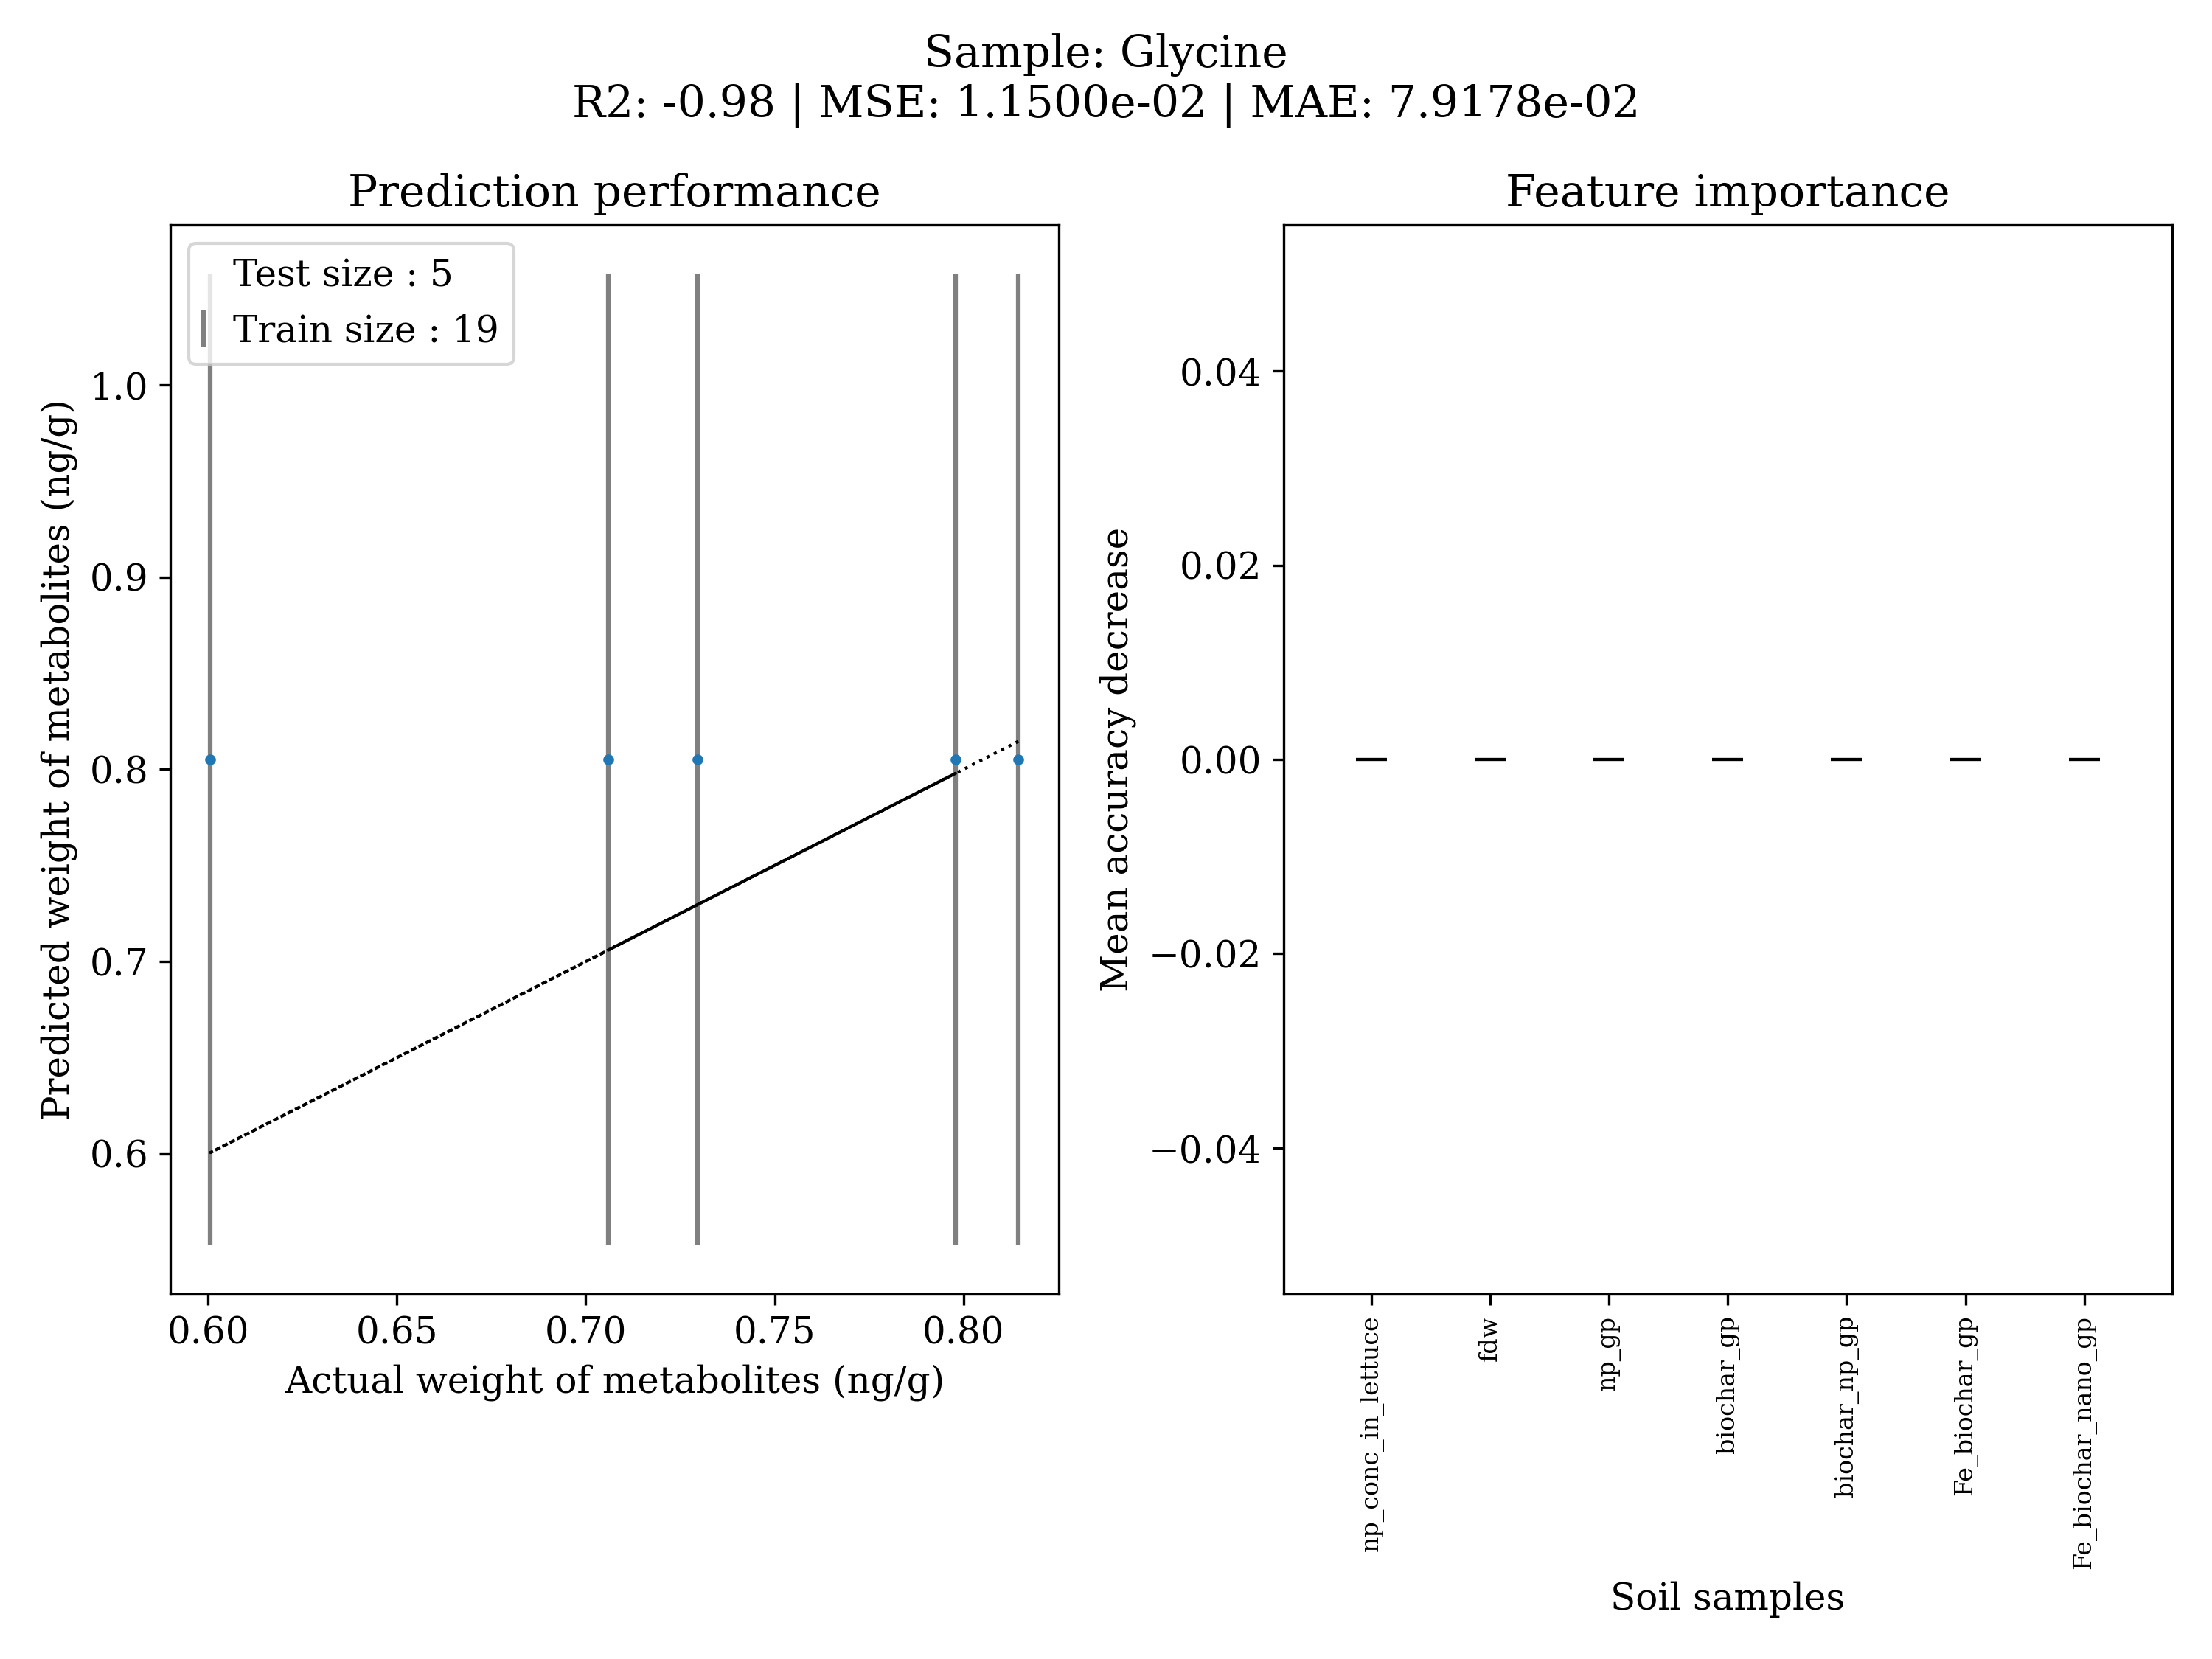 Sample: Glycine
R2: -0.98 | MSE: 1.1500e-02 | MAE: 7.9178e-02
Prediction performance
Test size : 5
Train size : 19
1.0
0.9
0.8
0.7
0.6
Predicted weight of metabolites (ng/g)
0.60 0.65 0.70 0.75 0.80
Actual weight of metabolites (ng/g)
Feature importance
0.04
0.02
0.00
−0.02
−0.04
Mean accuracy decrease
np_conc_in_lettuce
fdw
np_gp
biochar_gp
biochar_np_gp
Fe_biochar_gp
Fe_biochar_nano_gp
Soil samples